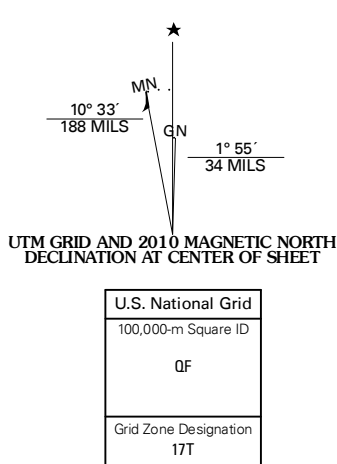 ★
MN
10° 33´
188 MILS
GN
1° 55´
34 MILS
UTM GRID AND 2010 MAGNETIC NORTH
DECLINATION AT CENTER OF SHEET
U.S. National Grid
100,000-m Square ID
QF
Grid Zone Designation
17T